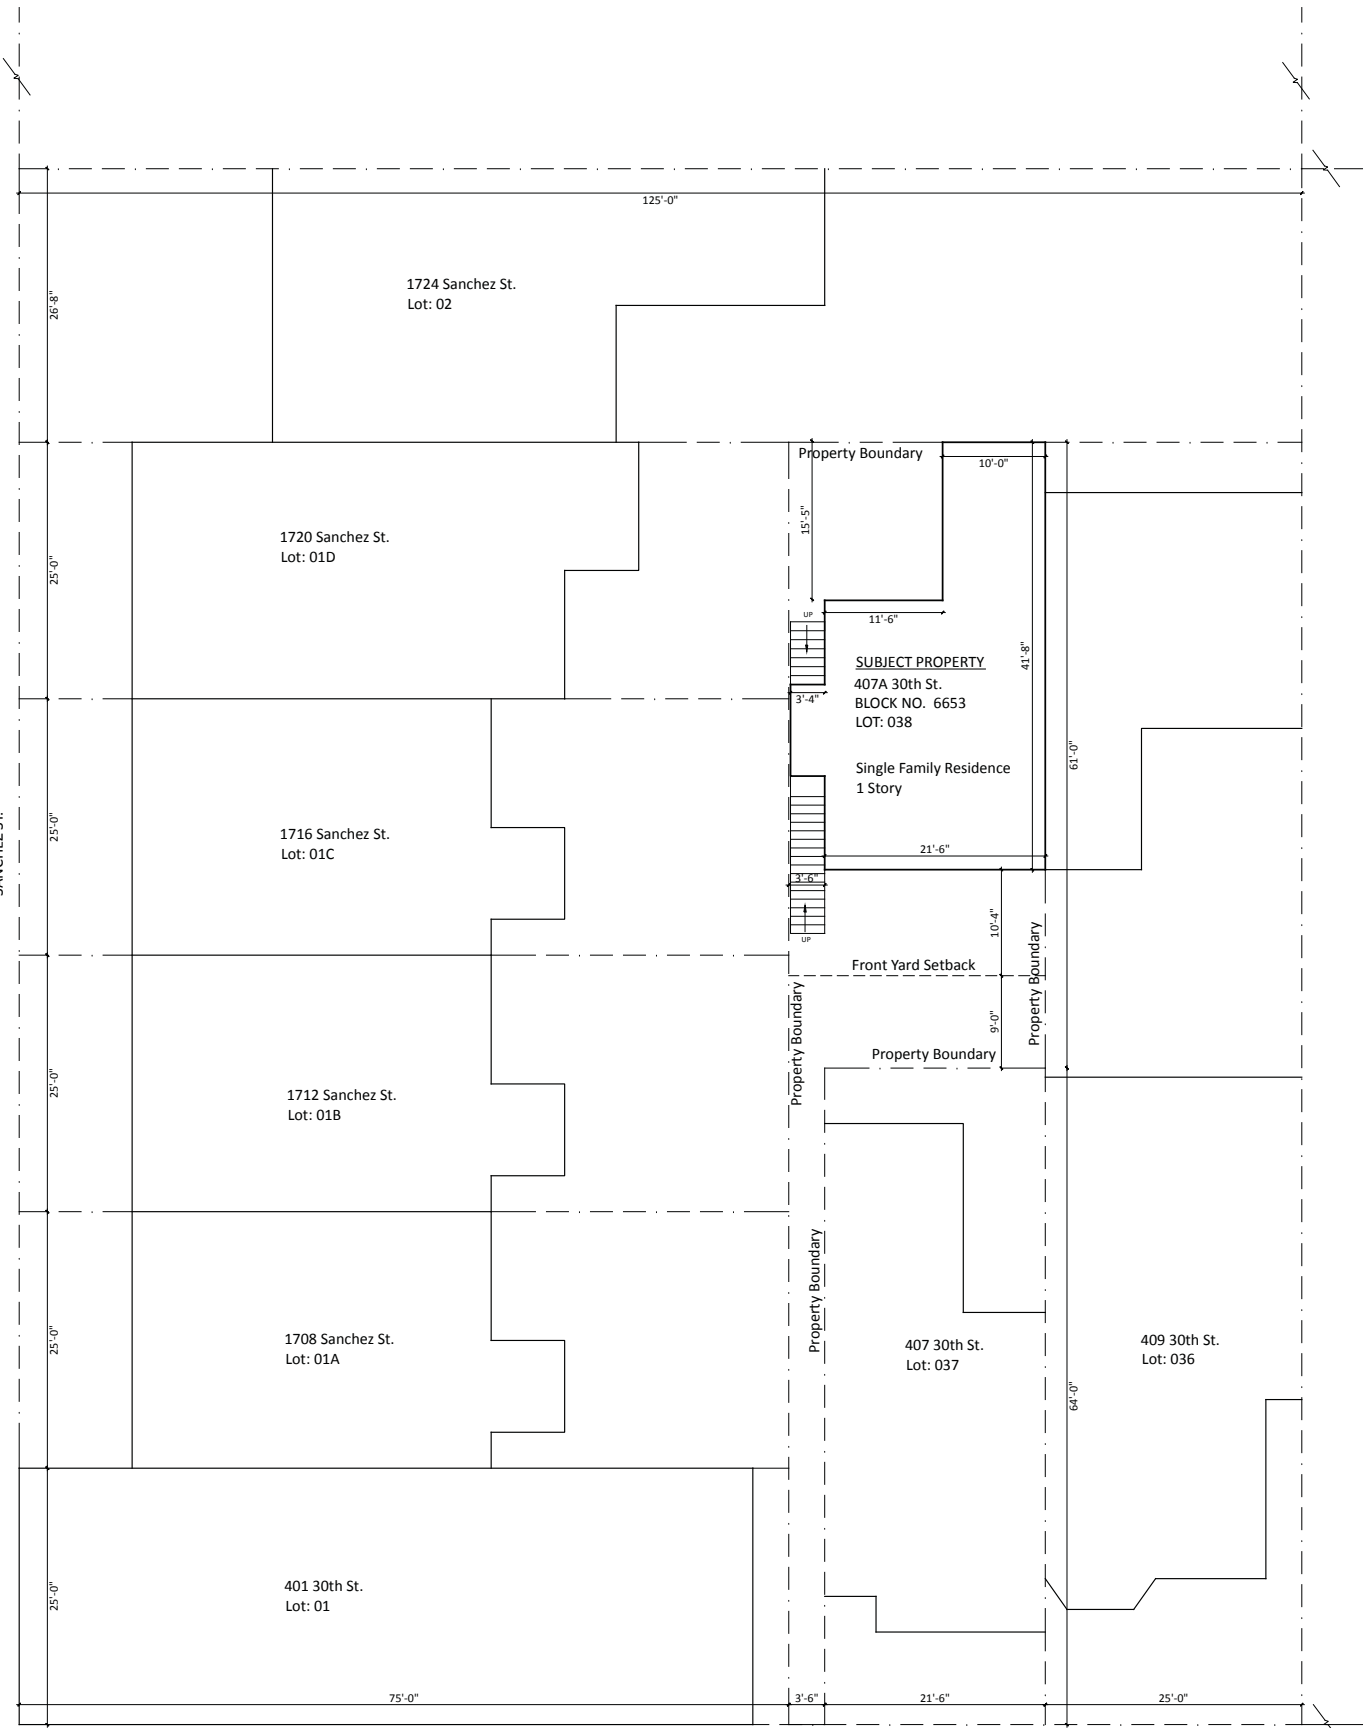 125'-0"
1724 Sanchez St.
Lot: 02
26'-8"
Property Boundary
10'-0"
15'-5"
1720 Sanchez St.
Lot: 01D
25'-0"
UP
11'-6"
SUBJECT PROPERTY
407A 30th St.
BLOCK NO. 6653
LOT: 038
41'-8"
3'-4"
61'-0"
Single Family Residence
1 Story
1716 Sanchez St.
Lot: 01C
25'-0"
SANCHEZ ST.
21'-6"
3'-6"
10'-4"
UP
Property Boundary
Front Yard Setback
9'-0"
Property Boundary
Property Boundary
1712 Sanchez St.
Lot: 01B
25'-0"
Property Boundary
1708 Sanchez St.
Lot: 01A
25'-0"
407 30th St.
Lot: 037
409 30th St.
Lot: 036
64'-0"
401 30th St.
Lot: 01
25'-0"
75'-0"
3'-6"
21'-6"
25'-0"